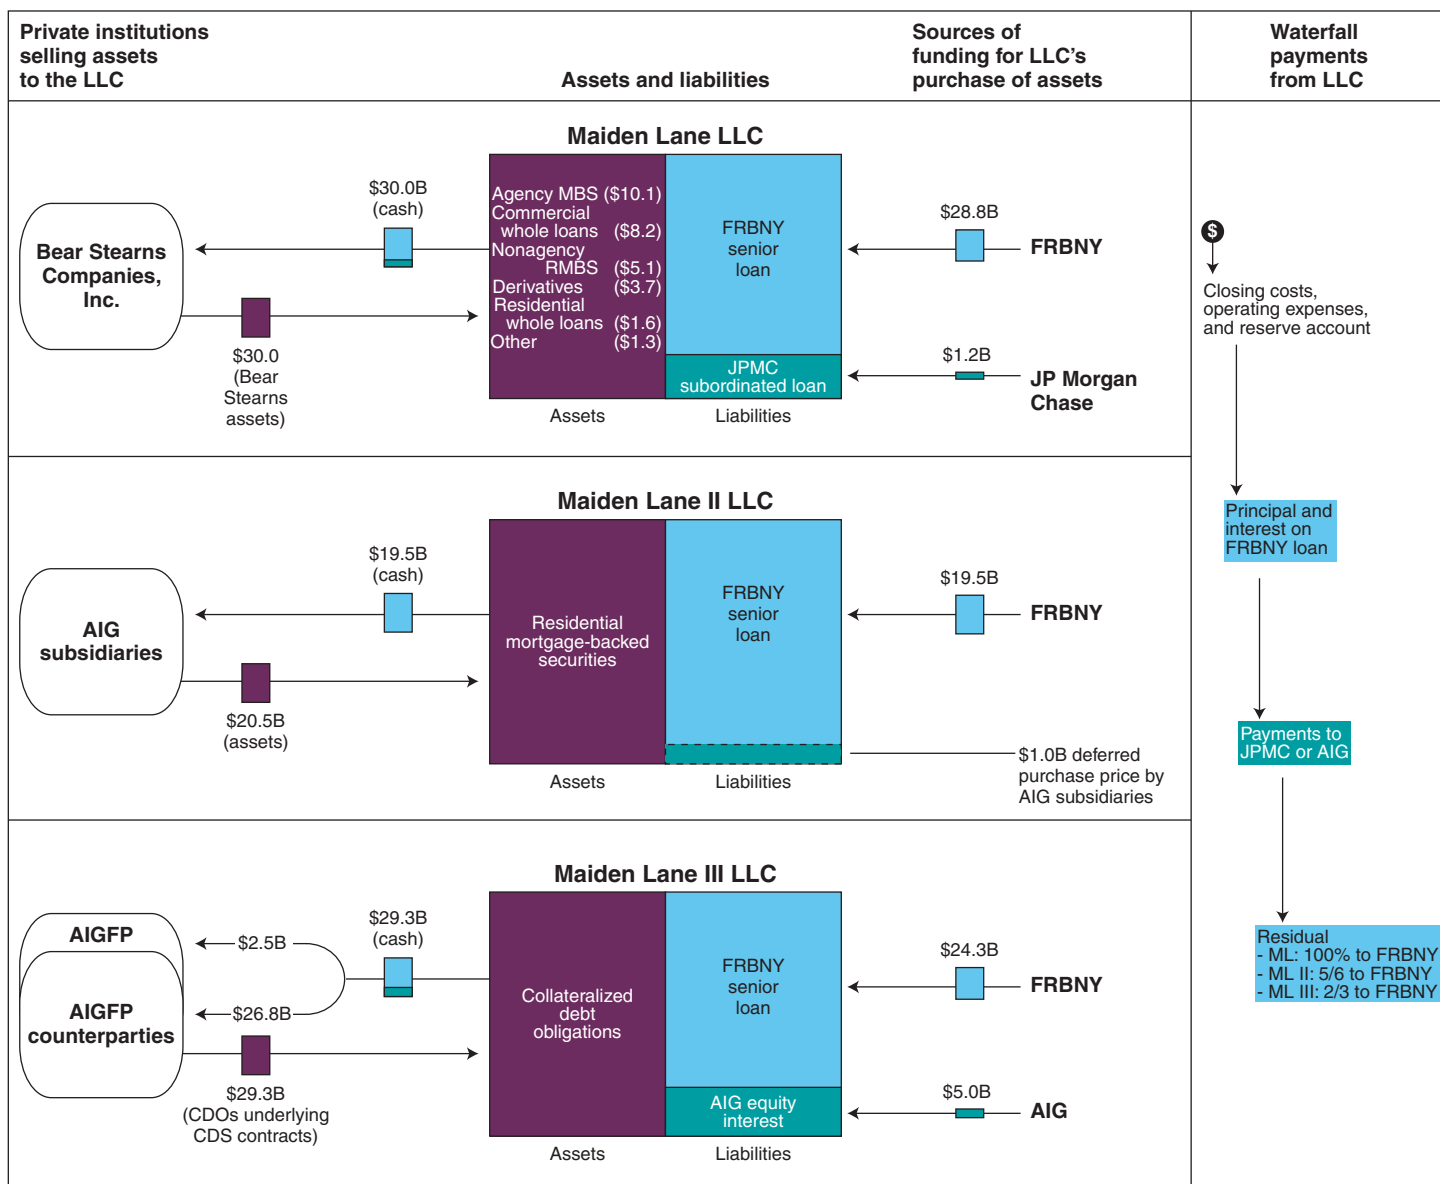 Private institutions
selling assets
to the LLC
Assets and liabilities
Sources of
funding for LLC's
purchase of assets
Waterfall
payments
from LLC
Maiden Lane LLC
Bear Stearns
Companies,
Inc.
$30.0B
(cash)
$30.0
(Bear
Stearns
assets)
Agency MBS ($10.1)
Commercial
whole loans ($8.2)
Nonagency
RMBS ($5.1)
Derivatives ($3.7)
Residential
whole loans ($1.6)
Other ($1.3)
FRBNY
senior
loan
JPMC
subordinated loan
Assets
Liabilities
$28.8B
FRBNY
$1.2B
JP Morgan
Chase
Maiden Lane II LLC
AIG
subsidiaries
$19.5B
(cash)
$20.5B
(assets)
Residential
mortgage-backed
securities
FRBNY
senior
loan
Assets
Liabilities
$19.5B
FRBNY
$1.0B deferred
purchase price by
AIG subsidiaries
Maiden Lane III LLC
AIGFP
AIGFP
counterparties
$2.5B
$26.8B
$29.3B
(cash)
$29.3B
(CDOs underlying
CDS contracts)
Collateralized
debt
obligations
FRBNY
senior
loan
AIG equity
interest
Assets
Liabilities
$24.3B
FRBNY
$5.0B
AIG
$
Closing costs,
operating expenses,
and reserve account
Principal and
interest on
FRBNY loan
Payments to
JPMC or AIG
Residual
- ML: 100% to FRBNY
- ML II: 5/6 to FRBNY
- ML III: 2/3 to FRBNY